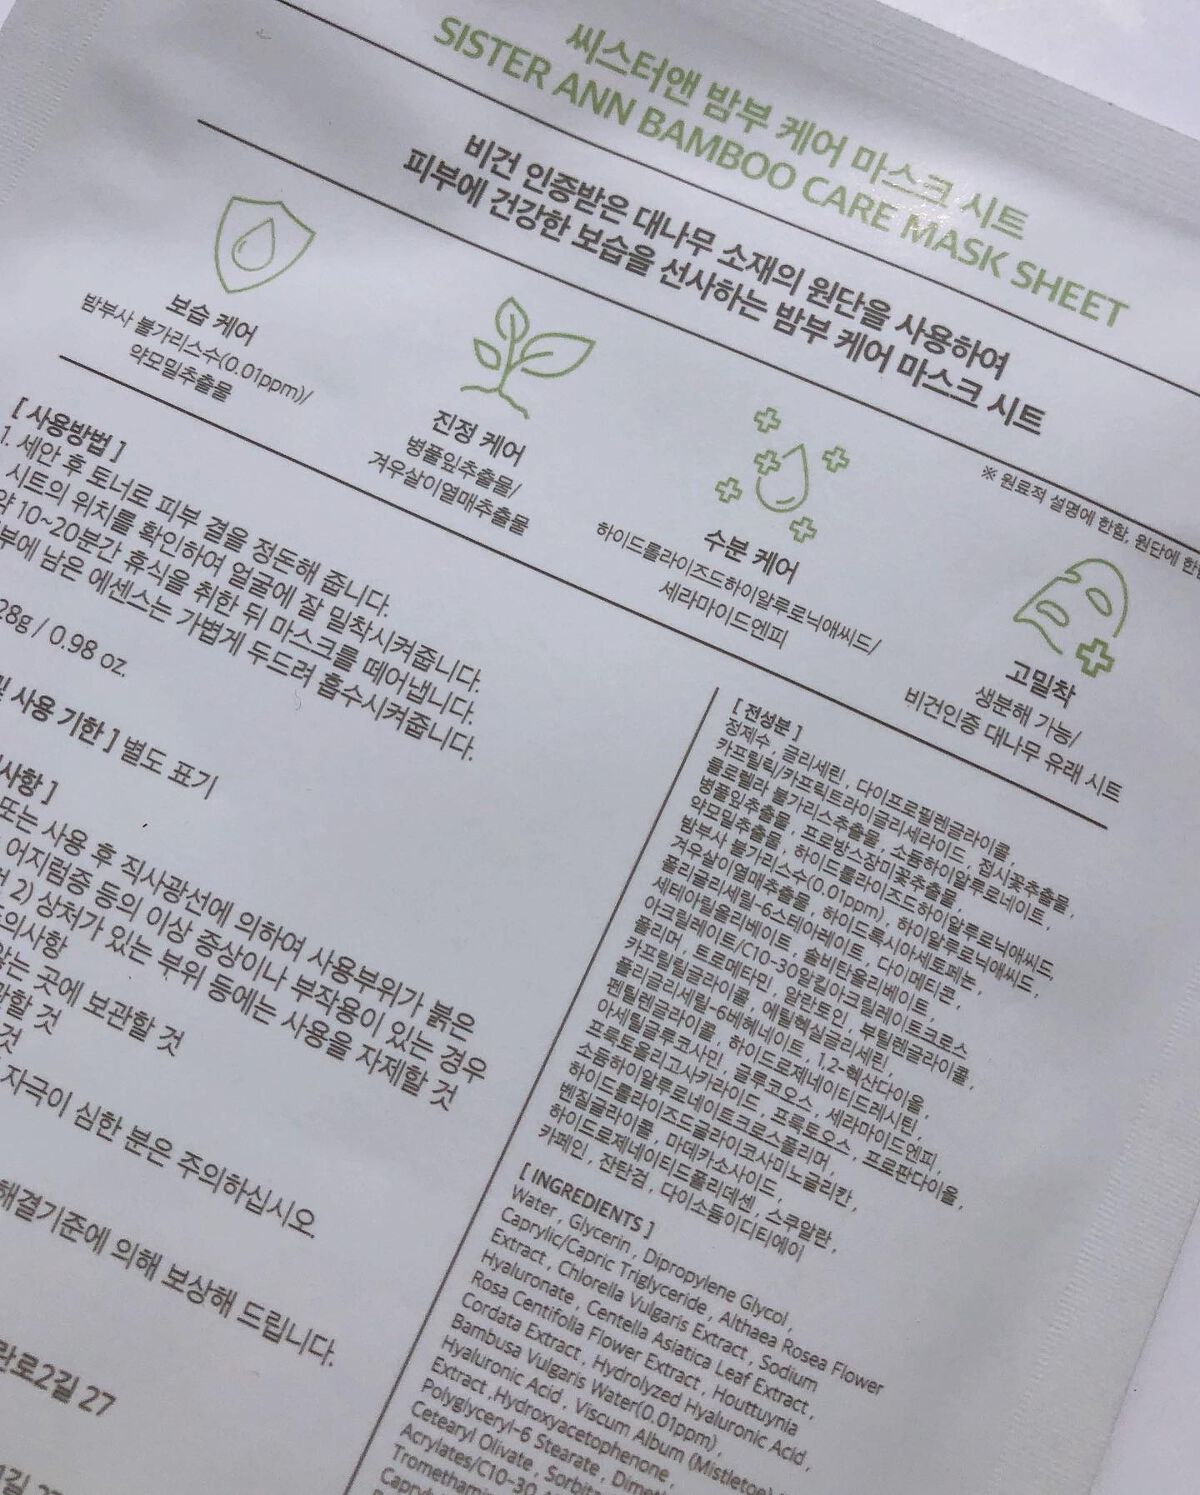 씨스터앤 밤부 케어 마스크 시트
SISTER ANN BAMBOO CARE MASK SHEET
비건 인증받은 대나무 소재의 원단을 사용하여
피부에 건강한 보습을 선사하는 밤부 케어 마스크 시트
※ 원료적 설명에 한함, 원단에 한
보습 케어
밤부사 불가리스수(0.01ppm)/
약모밀추출물
진정 케어
병풀잎추출물/
겨우살이열매추출물
수분 케어
하이드롤라이즈드하이알루로닉애씨드/
세라마이드엔피
고밀착
생분해 가능/
비건인증 대나무 유래 시트
[ 사용방법 ]
1. 세안 후 토너로 피부 결을 정돈해 줍니다.
시트의 위치를 확인하여 얼굴에 잘 밀착시켜줍니다.
약 10~20분간 휴식을 취한 뒤 마스크를 떼어냅니다.
부에 남은 에센스는 가볍게 두드려 흡수시켜줍니다.
28g / 0.98 oz.
및 사용 기한 ] 별도 표기
사항 ]
또는 사용 후 직사광선에 의하여 사용부위가 붉은
어지럼증 등의 이상 증상이나 부작용이 있는 경우
2) 상처가 있는 부위 등에는 사용을 자제할 것
의사항
않는 곳에 보관할 것
할 것
것
자극이 심한 분은 주의하십시오.
해결기준에 의해 보상해 드립니다.
란로2길 27
[ 전성분 ]
정제수, 글리세린, 다이프로필렌글라이콜,
카프릴릭/카프릭트라이글리세라이드, 접시꽃추출물,
클로렐라 불가리스추출물, 소듐하이알루로네이트,
병풀잎추출물, 프로방스장미꽃추출물,
약모밀추출물, 하이드롤라이즈드하이알루로닉애씨드,
밤부사 불가리스수(0.01ppm), 하이알루로닉애씨드,
겨우살이열매추출물, 하이드록시아세토페논,
폴리글리세릴-6스테아레이트, 다이메티콘,
세테아릴올리베이트, 솔비탄올리베이트,
아크릴레이트/C10-30알킬아크릴레이트크로스
폴리머, 트로메타민, 알란토인, 부틸렌글라이콜,
카프릴릴글라이콜, 에틸헥실글리세린,
폴리글리세릴-6베헤네이트, 1,2-헥산다이올,
펜틸렌글라이콜, 하이드로제네이티드레시틴,
아세틸글루코사민, 글루코오스, 세라마이드엔피,
프룩토올리고사카라이드, 프룩토오스, 프로판다이올,
소듐하이알루로네이트크로스폴리머,
하이드롤라이즈드글라이코사미노글리칸,
벤질글라이콜, 마데카소사이드,
하이드로제네이티드폴리데센, 스쿠알란,
카페인, 잔탄검, 다이소듐이디티에이
[ INGREDIENTS ]
Water , Glycerin , Dipropylene Glycol ,
Caprylic/Capric Triglyceride , Althaea Rosea Flower
Extract , Chlorella Vulgaris Extract , Sodium
Hyaluronate , Centella Asiatica Leaf Extract ,
Rosa Centifolia Flower Extract , Houttuynia
Cordata Extract , Hydrolyzed Hyaluronic Acid ,
Bambusa Vulgaris Water(0.01ppm) ,
Hyaluronic Acid , Viscum Album (Mistletoe)
Extract ,Hydroxyacetophenone ,
Polyglyceryl-6 Stearate , Dimeth
Cetearyl Olivate , Sorbita
Acrylates/C10-30
Tromethamin